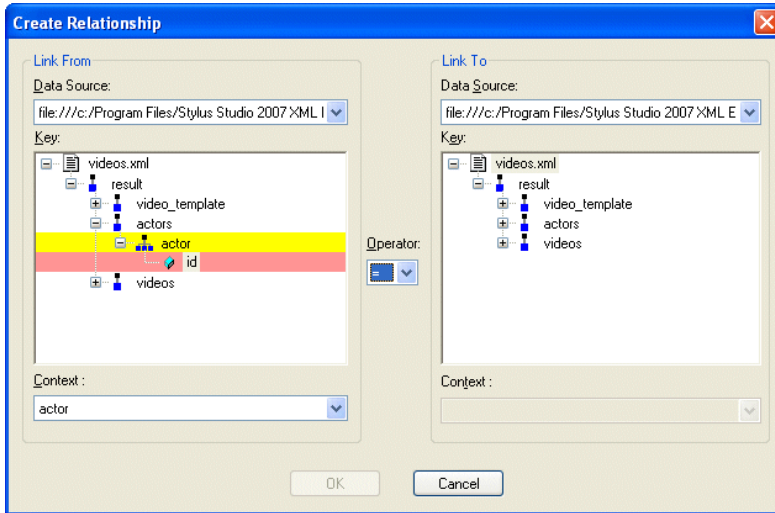 Create Relationship
Link From
Data Source:
file:///c:/Program Files/Stylus Studio 2007 XML I
Key:
videos.xml
result
video_template
actors
actor
id
videos
Context :
actor
Operator:
=
Link To
Data Source:
file:///c:/Program Files/Stylus Studio 2007 XML E
Key:
videos.xml
result
video_template
actors
videos
Context :
OK
Cancel